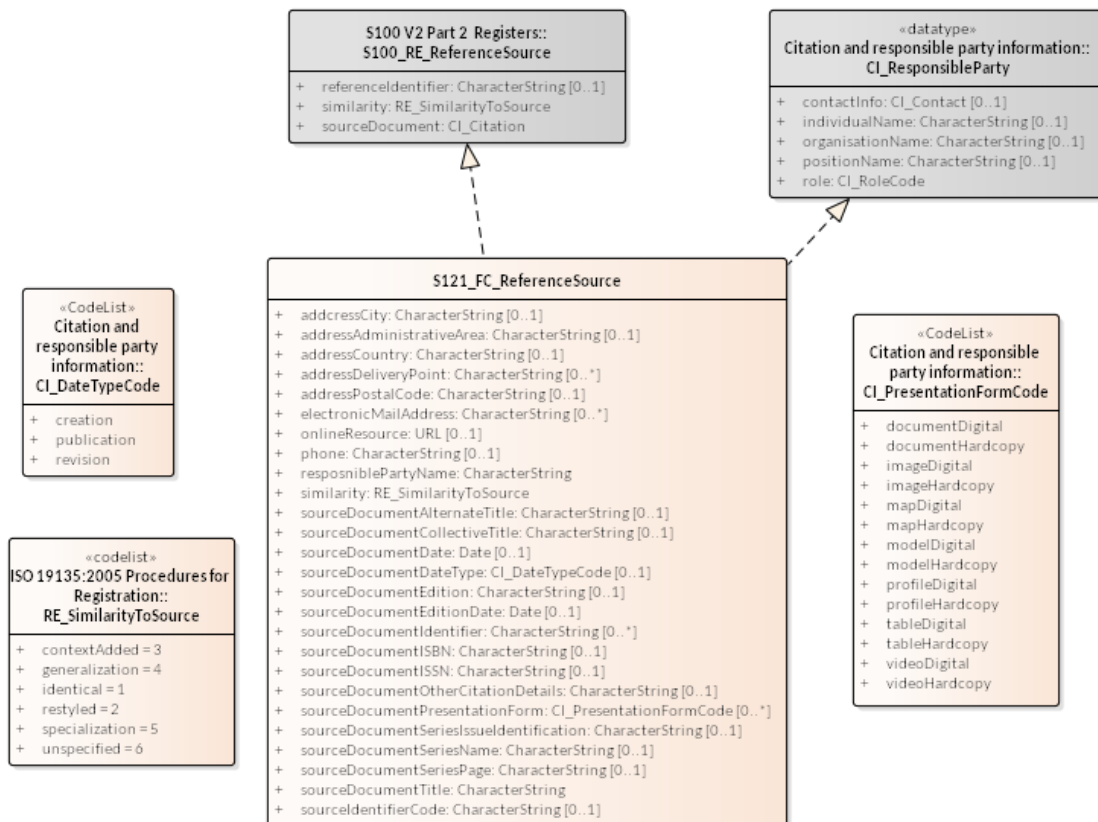 S100 V2 Part 2 Registers::
S100_RE_ReferenceSource
+ referenceIdentifier: CharacterString [0..1]
+ similarity: RE_SimilarityToSource
+ sourceDocument: CI_Citation
«datatype»
Citation and responsible party information::
CI_ResponsibleParty
+ contactInfo: CI_Contact [0..1]
+ individualName: CharacterString [0..1]
+ organisationName: CharacterString [0..1]
+ positionName: CharacterString [0..1]
+ role: CI_RoleCode
«CodeList»
Citation and
responsible party
information::
CI_DateTypeCode
+ creation
+ publication
+ revision
«codelist»
ISO 19135:2005 Procedures for
Registration::
RE_SimilarityToSource
+ contextAdded = 3
+ generalization = 4
+ identical = 1
+ restyled = 2
+ specialization = 5
+ unspecified = 6
S121_FC_ReferenceSource
+ addcressCity: CharacterString [0..1]
+ addressAdministrativeArea: CharacterString [0..1]
+ addressCountry: CharacterString [0..1]
+ addressDeliveryPoint: CharacterString [0..*]
+ addressPostalCode: CharacterString [0..1]
+ electronicMailAddress: CharacterString [0..*]
+ onlineResource: URL [0..1]
+ phone: CharacterString [0..1]
+ resposniblePartyName: CharacterString
+ similarity: RE_SimilarityToSource
+ sourceDocumentAlternateTitle: CharacterString [0..1]
+ sourceDocumentCollectiveTitle: CharacterString [0..1]
+ sourceDocumentDate: Date [0..1]
+ sourceDocumentDateType: CI_DateTypeCode [0..1]
+ sourceDocumentEdition: CharacterString [0..1]
+ sourceDocumentEditionDate: Date [0..1]
+ sourceDocumentIdentifier: CharacterString [0..*]
+ sourceDocumentISBN: CharacterString [0..1]
+ sourceDocumentISSN: CharacterString [0..1]
+ sourceDocumentOtherCitationDetails: CharacterString [0..1]
+ sourceDocumentPresentationForm: CI_PresentationFormCode [0..*]
+ sourceDocumentSeriesIssueIdentification: CharacterString [0..1]
+ sourceDocumentSeriesName: CharacterString [0..1]
+ sourceDocumentSeriesPage: CharacterString [0..1]
+ sourceDocumentTitle: CharacterString
+ sourceIdentifierCode: CharacterString [0..1]
«CodeList»
Citation and responsible
party information::
CI_PresentationFormCode
+ documentDigital
+ documentHardcopy
+ imageDigital
+ imageHardcopy
+ mapDigital
+ mapHardcopy
+ modelDigital
+ modelHardcopy
+ profileDigital
+ profileHardcopy
+ tableDigital
+ tableHardcopy
+ videoDigital
+ videoHardcopy